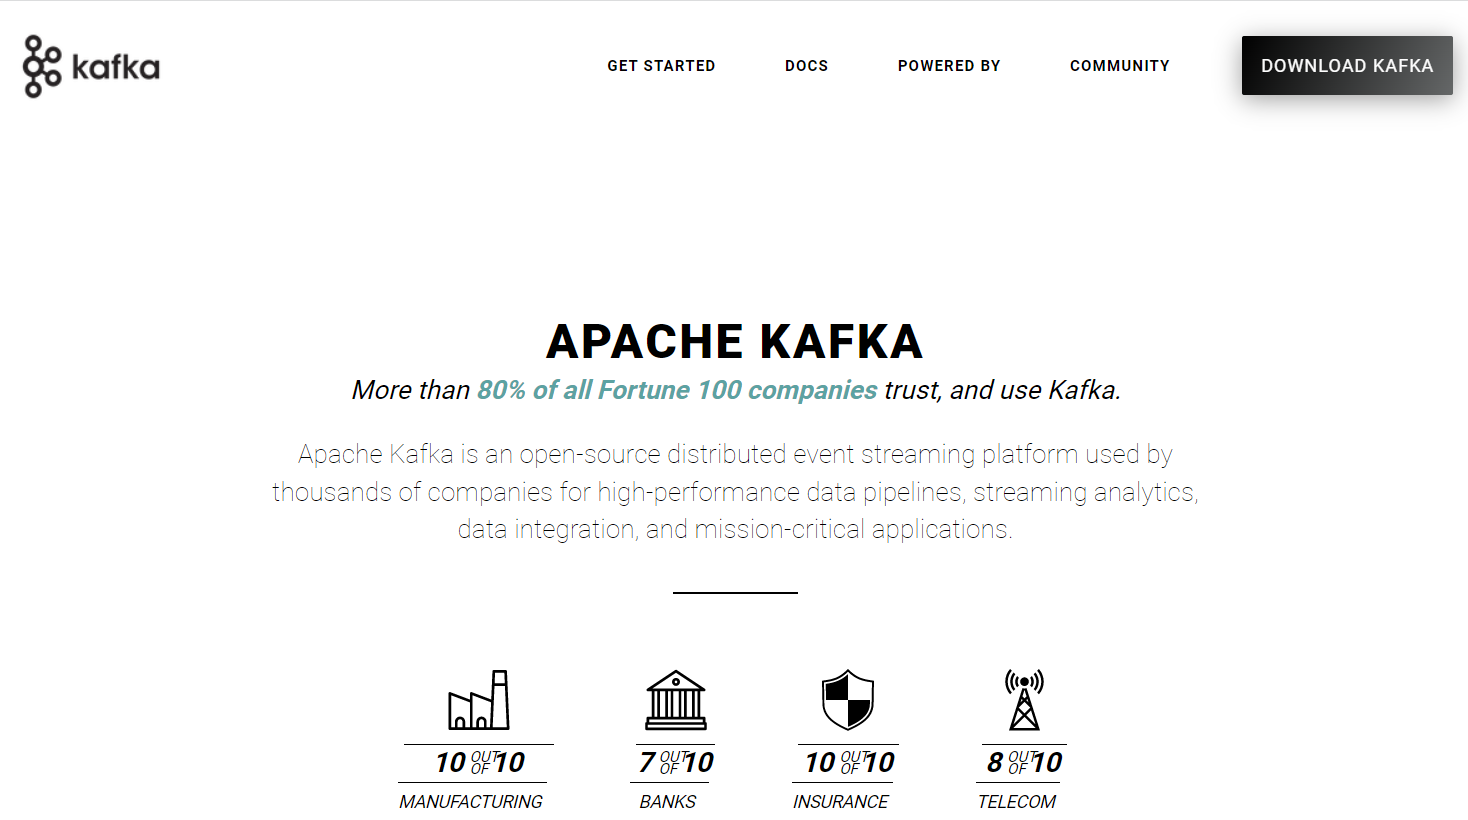 kafka
GET STARTED
DOCS
POWERED BY
COMMUNITY
DOWNLOAD KAFKA
APACHE KAFKA
More than 80% of all Fortune 100 companies trust, and use Kafka.
Apache Kafka is an open-source distributed event streaming platform used by
thousands of companies for high-performance data pipelines, streaming analytics,
data integration, and mission-critical applications.
10 OUT OF 10
MANUFACTURING
7 OUT OF 10
BANKS
10 OUT OF 10
INSURANCE
8 OUT OF 10
TELECOM